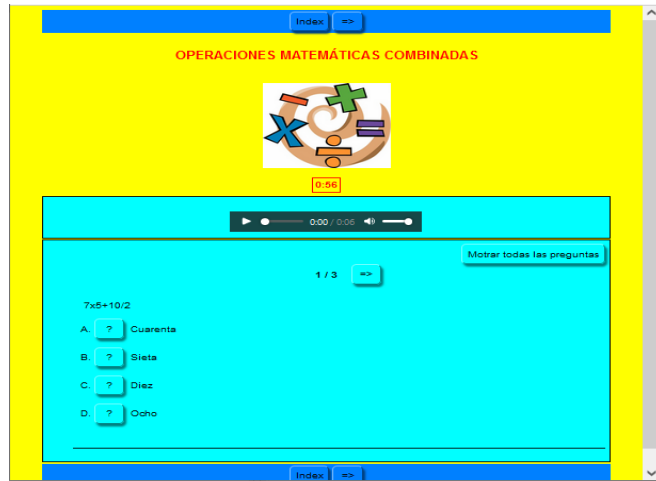 Index =>
OPERACIONES MATEMÁTICAS COMBINADAS
0:56
0:00 / 0:06
Motrar todas las preguntas
1 / 3 =>
7x5+10/2
A. ? Cuarenta
B. ? Sieta
C. ? Diez
D. ? Ocho
Index =>